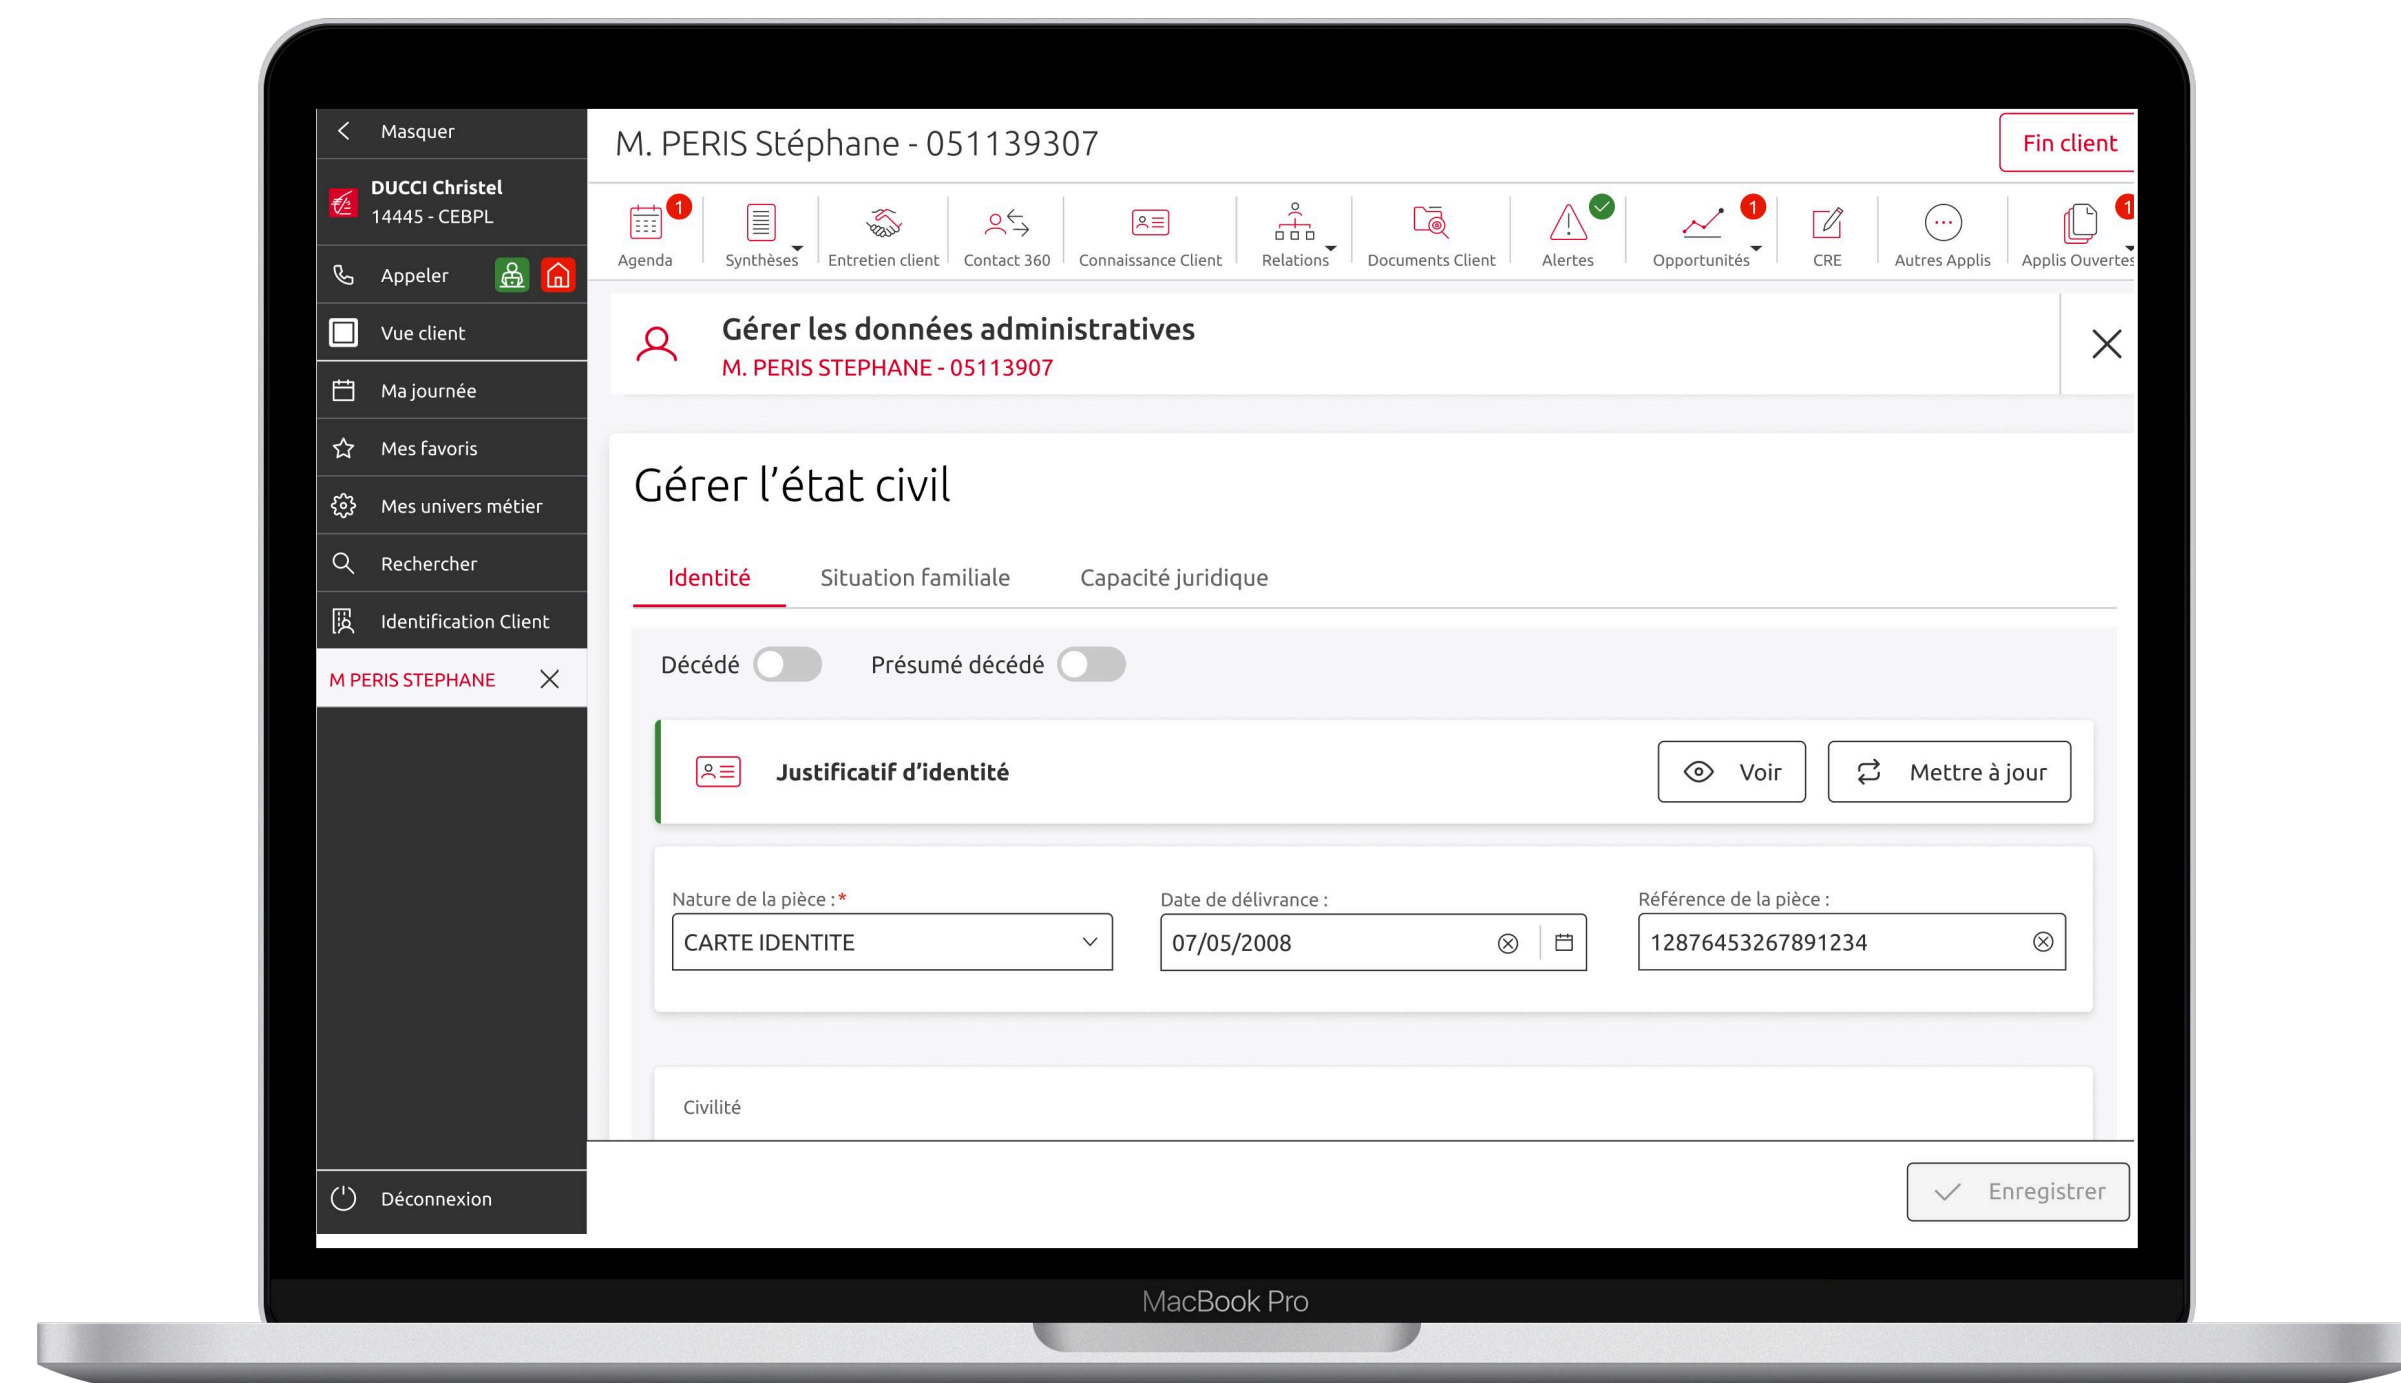 Masquer
DUCCI Christel
14445 - CEBPL
Appeler
Vue client
Ma journée
Mes favoris
Mes univers métier
Rechercher
Identification Client
M PERIS STEPHANE
Déconnexion
M. PERIS Stéphane - 051139307
Fin client
1
1
1
Agenda
Synthèses
Entretien client
Contact 360
Connaissance Client
Relations
Documents Client
Alertes
Opportunités
CRE
Autres Applis
Applis Ouvertes
Gérer les données administratives
M. PERIS STEPHANE - 05113907
Gérer l’état civil
Identité
Situation familiale
Capacité juridique
Décédé
Présumé décédé
Justificatif d’identité
Voir
Mettre à jour
Nature de la pièce : *
Date de délivrance :
Référence de la pièce :
CARTE IDENTITE
07/05/2008
12876453267891234
Civilité
Enregistrer
MacBook Pro